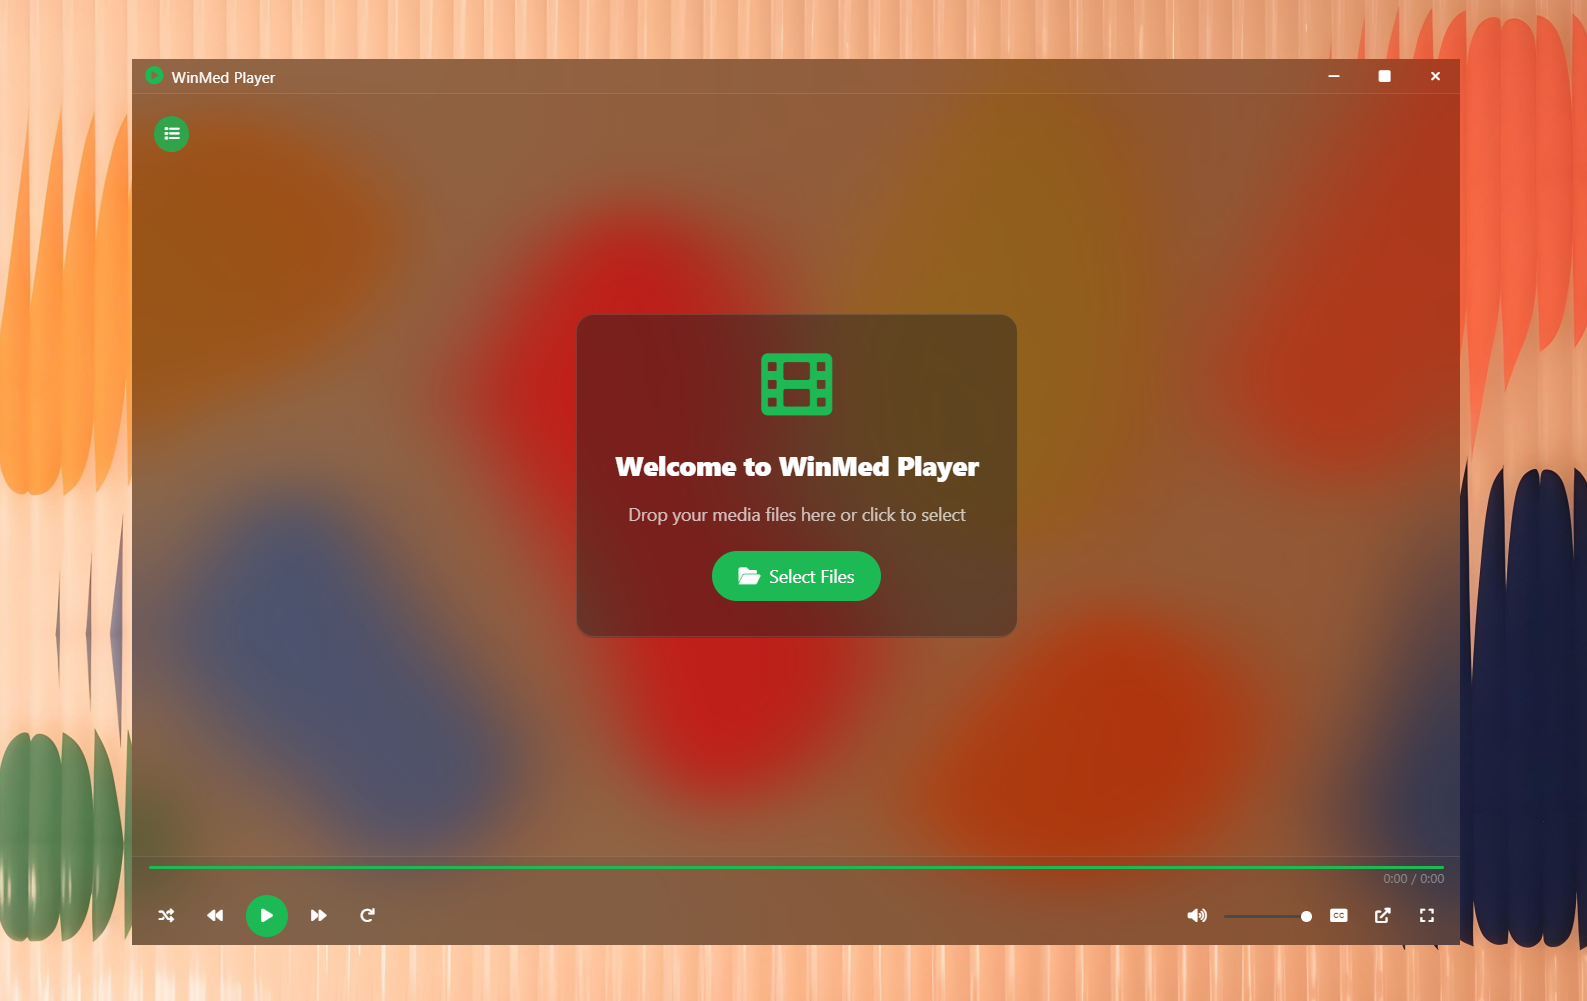 WinMed Player
Welcome to WinMed Player
Drop your media files here or click to select
Select Files
0:00 / 0:00
CC